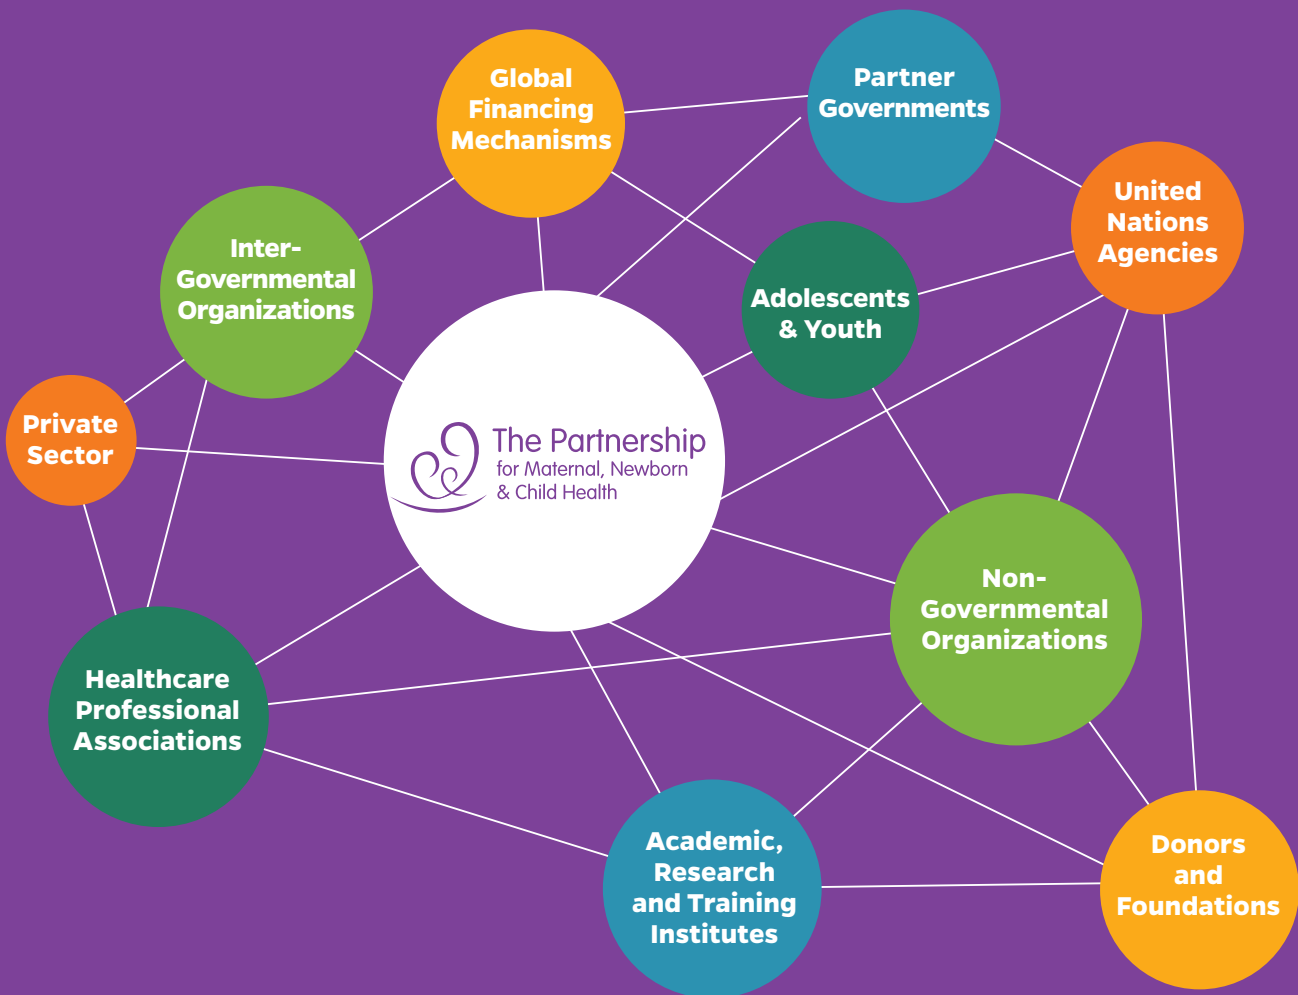 Global
Financing
Mechanisms
Partner
Governments
United
Nations
Agencies
Inter-
Governmental
Organizations
Adolescents
& Youth
Private
Sector
The Partnership
for Maternal, Newborn
& Child Health
Non-
Governmental
Organizations
Healthcare
Professional
Associations
Academic,
Research
and Training
Institutes
Donors
and
Foundations